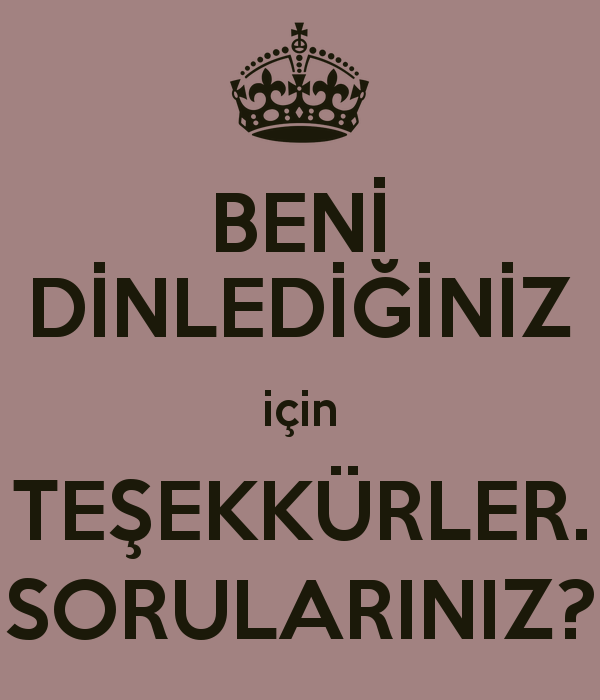 BENİ
DİNLEDİĞİNİZ
için
TEŞEKKÜRLER.
SORULARINIZ?